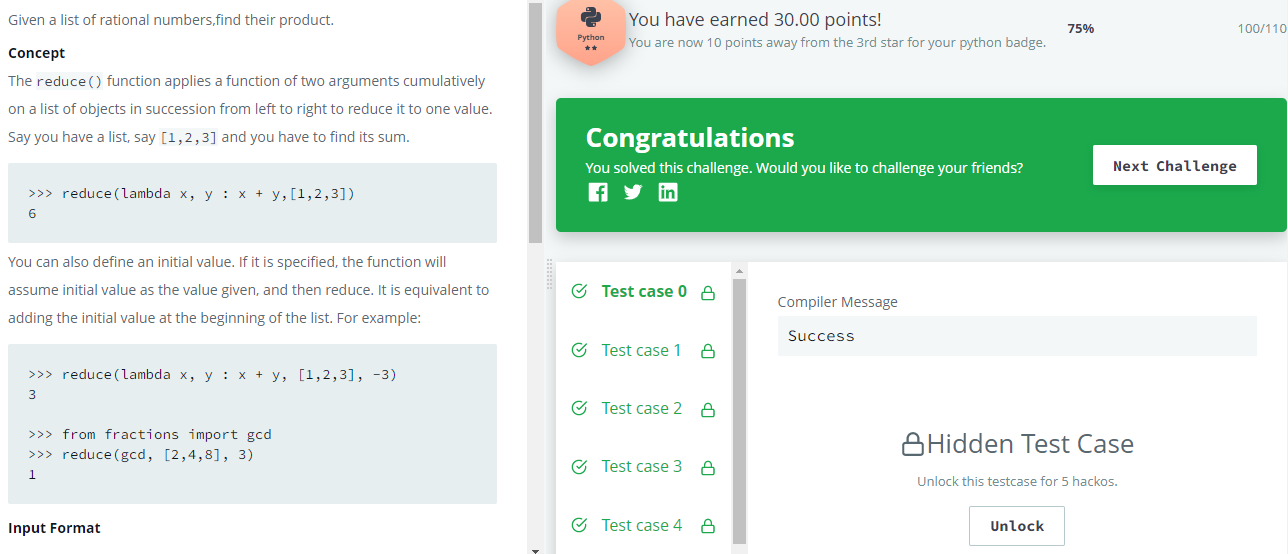 Given a list of rational numbers,find their product.
Concept
The reduce() function applies a function of two arguments cumulatively
on a list of objects in succession from left to right to reduce it to one value.
Say you have a list, say [1,2,3] and you have to find its sum.
>>> reduce(lambda x, y : x + y,[1,2,3])
6
You can also define an initial value. If it is specified, the function will
assume initial value as the value given, and then reduce. It is equivalent to
adding the initial value at the beginning of the list. For example:
>>> reduce(lambda x, y : x + y, [1,2,3], -3)
3
>>> from fractions import gcd
>>> reduce(gcd, [2,4,8], 3)
1
Input Format
Python
You have earned 30.00 points!
You are now 10 points away from the 3rd star for your python badge.
75%
100/110
Congratulations
You solved this challenge. Would you like to challenge your friends?
Next Challenge
Test case 0
Test case 1
Test case 2
Test case 3
Test case 4
Compiler Message
Success
Hidden Test Case
Unlock this testcase for 5 hackos.
Unlock